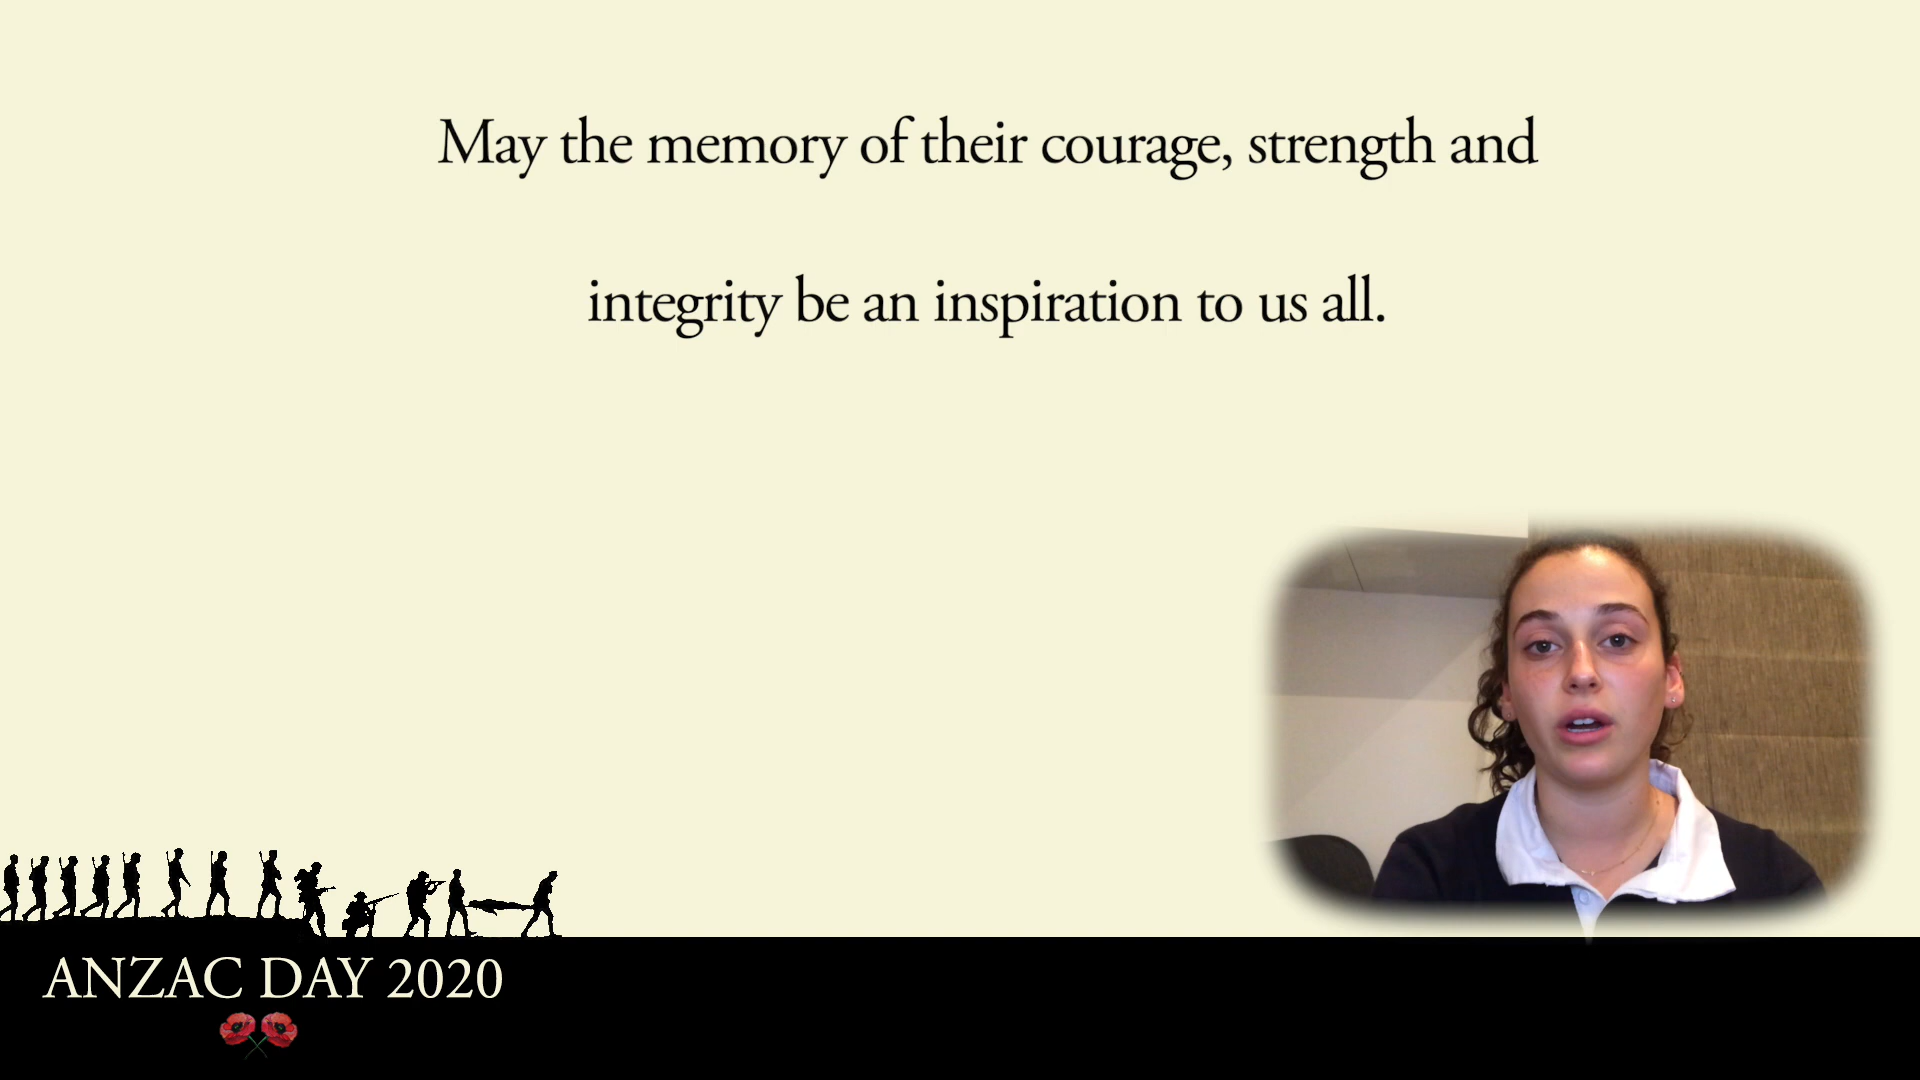 May the memory of their courage, strength and
integrity be an inspiration to us all.
ANZAC DAY 2020